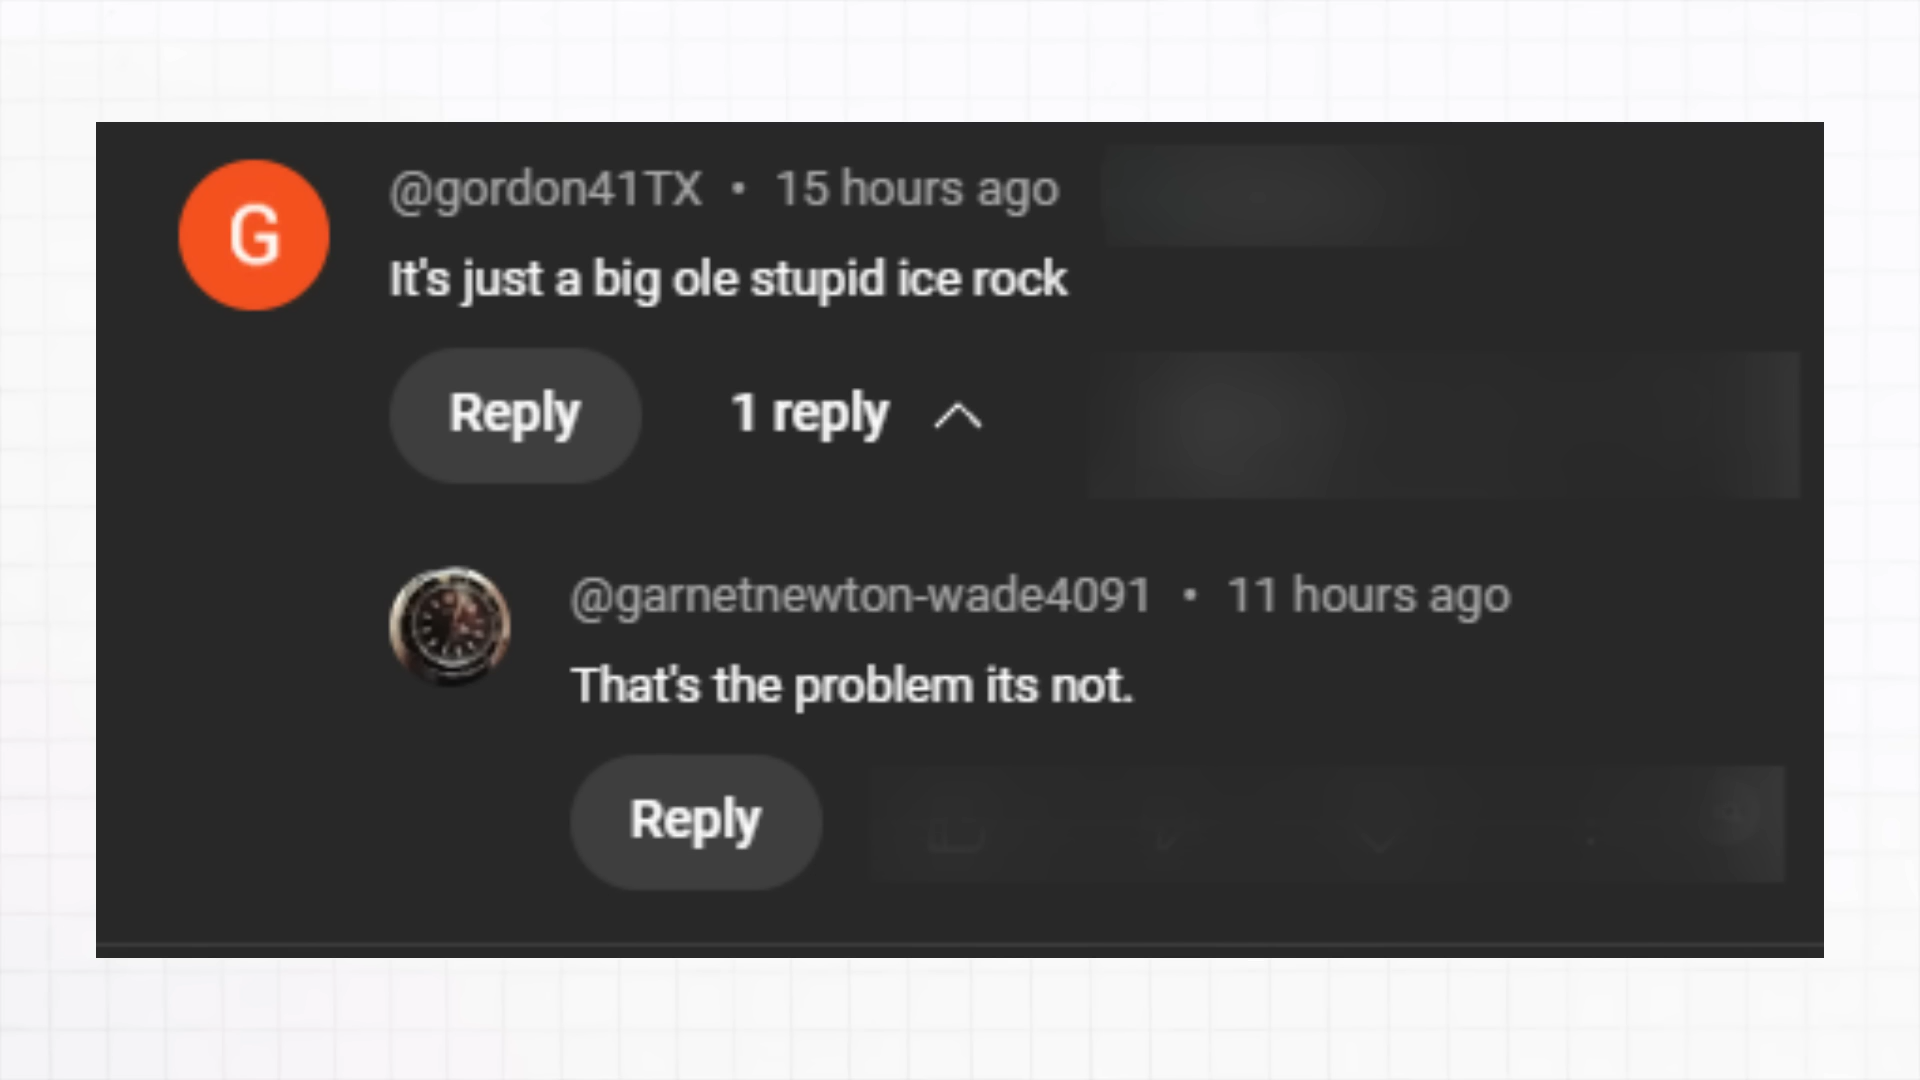 G
@gordon41TX • 15 hours ago
It's just a big ole stupid ice rock
Reply 1 reply
@garnetnewton-wade4091 • 11 hours ago
That's the problem its not.
Reply